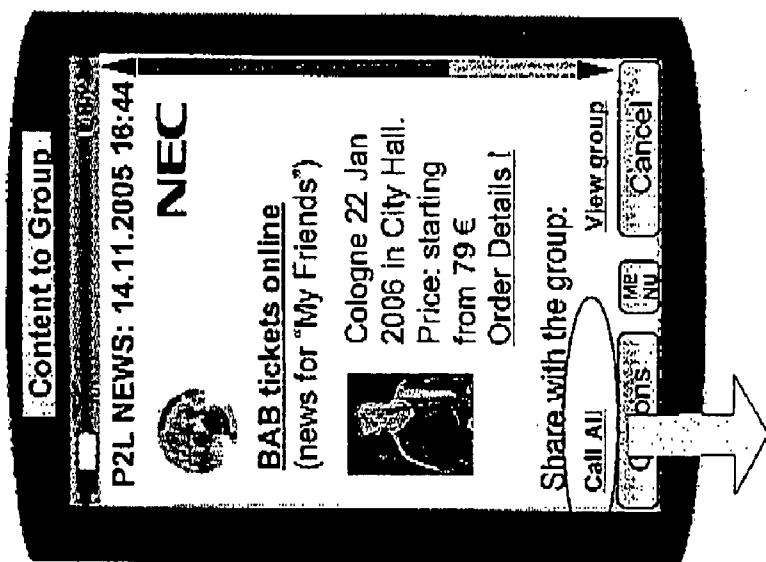 Content to Group
P2L NEWS: 14.11.2005 16:44
NEC
BAB tickets online
(news for "My Friends")
Cologne 22 Jan
2006 in City Hall.
Price: starting
from 79 €
Order Details !
Share with the group:
Call All View group
ME
NU
Cancel